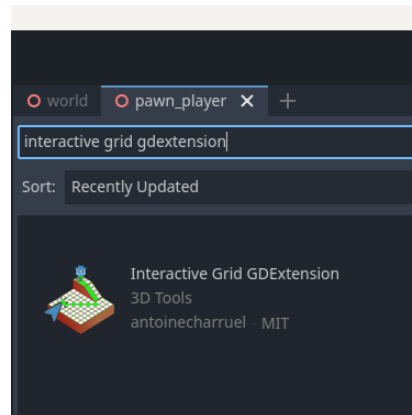 world pawn_player
interactive grid gdextension
Sort: Recently Updated
Interactive Grid GDExtension
3D Tools
antoinecharruel - MIT